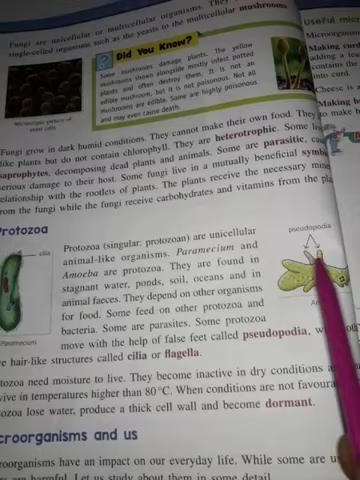 Fungi are unicellular or multicellular organisms. They
single-celled organism such as the yeasts to the multicellular mushrooms
Did You Know?
Some mushrooms damage plants. The yellow
mushrooms shown alongside mostly infest potted
plants and often destroy them. It is not an
edible mushroom, but it is not poisonous. Not all
mushrooms are edible. Some are highly poisonous
and may even cause death.
Microscopic picture of
yeast cells
Fungi grow in dark humid conditions. They cannot make their own food. They
like plants but do not contain chlorophyll. They are heterotrophic. Some
saprophytes, decomposing dead plants and animals. Some are parasitic,
serious damage to their host. Some fungi live in a mutually beneficial
relationship with the rootlets of plants. The plants receive the necessary
from the fungus while the fungi receive carbohydrates and vitamins from the
Protozoa
cilia
Paramecium
Protozoa (singular: protozoan) are unicellular
animal-like organisms. Paramecium and
Amoeba are protozoa. They are found in
stagnant water, ponds, soil, oceans and in
animal faeces. They depend on other organisms
for food. Some feed on other protozoa and
bacteria. Some are parasites. Some protozoa
move with the help of false feet called pseudopodia,
hair-like structures called cilia or flagella.
pseudopodia
need moisture to live. They become inactive in dry conditions
in temperatures higher than 80°C. When conditions are not
lose water, produce a thick cell wall and become dormant.
croorganisms and us
roorganisms have an impact on our everyday life. While some are
harmful. Let us study about them in some detail
Useful
Microorganism
Making
adding a
contains the
into curd.
Cheese is
Making
to make